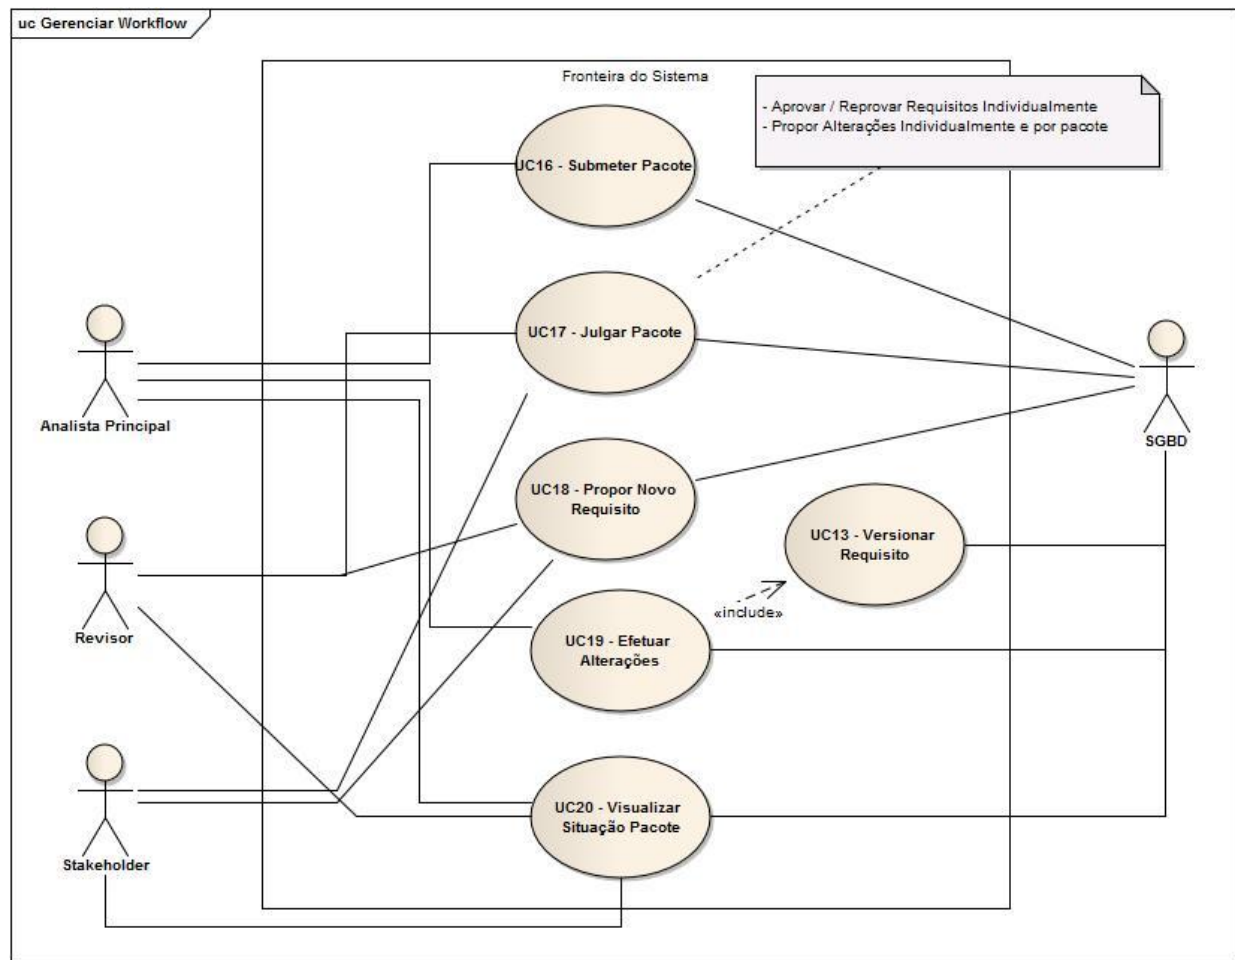 uc Gerenciar Workflow
Fronteira do Sistema
- Aprovar / Reprovar Requisitos Individualmente
- Propor Alterações Individualmente e por pacote
UC16 - Submeter Pacote
UC17 - Julgar Pacote
Analista Principal
SGBD
UC18 - Propor Novo
Requisito
UC13 - Versionar
Requisito
«include»
Revisor
UC19 - Efetuar
Alterações
UC20 - Visualizar
Situação Pacote
Stakeholder